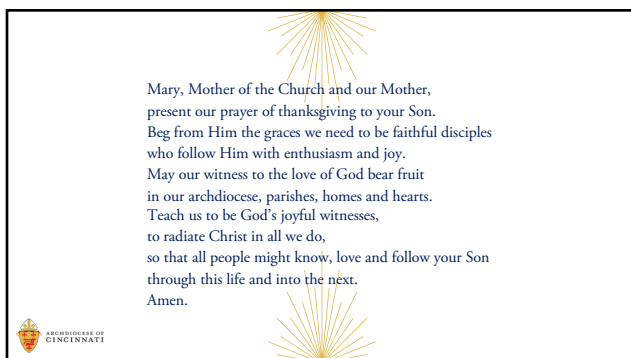 Mary, Mother of the Church and our Mother,
present our prayer of thanksgiving to your Son.
Beg from Him the graces we need to be faithful disciples
who follow Him with enthusiasm and joy.
May our witness to the love of God bear fruit
in our archdiocese, parishes, homes and hearts.
Teach us to be God's joyful witnesses,
to radiate Christ in all we do,
so that all people might know, love and follow your Son
through this life and into the next.
Amen.
ARCHDIOCESE OF
CINCINNATI